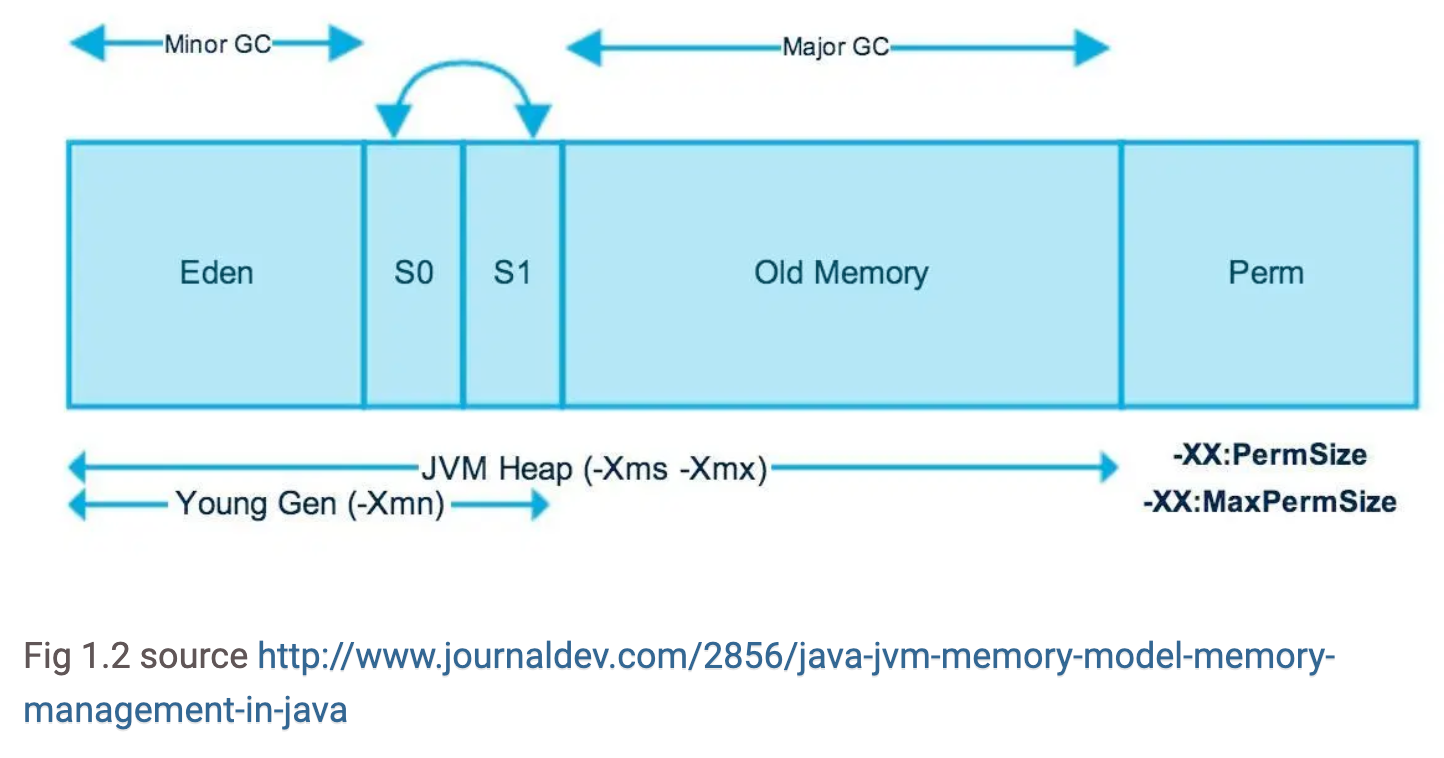 Minor GC
Major GC
Eden
S0
S1
Old Memory
Perm
JVM Heap (-Xms -Xmx)
Young Gen (-Xmn)
-XX:PermSize
-XX:MaxPermSize
Fig 1.2 source http://www.journaldev.com/2856/java-jvm-memory-model-memory-
management-in-java